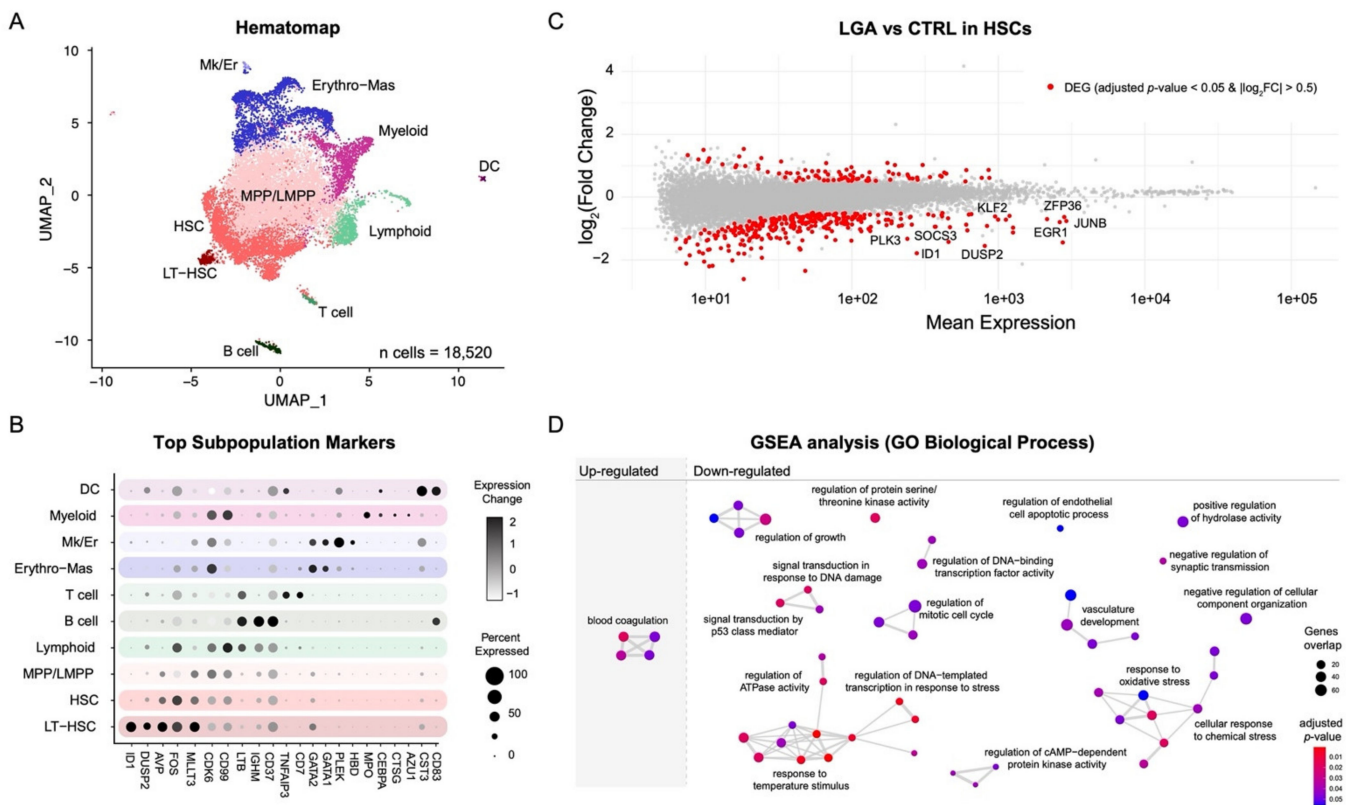 A
Hematomap
10
5
0
−5
−10
UMAP_2
Mk/Er
Erythro−Mas
Myeloid
DC
MPP/LMPP
HSC
Lymphoid
LT−HSC
T cell
B cell
n cells = 18,520
−10
−5
0
5
10
UMAP_1
C
LGA vs CTRL in HSCs
4
2
0
−2
log2(Fold Change)
DEG (adjusted p-value < 0.05 & |log2FC| > 0.5)
KLF2
ZFP36
JUNB
EGR1
PLK3
SOCS3
ID1
DUSP2
1e+01
1e+02
1e+03
1e+04
1e+05
Mean Expression
B
Top Subpopulation Markers
DC
Myeloid
Mk/Er
Erythro−Mas
T cell
B cell
Lymphoid
MPP/LMPP
HSC
LT−HSC
ID1
DUSP2
AVP
FOS
MLLT3
CDK6
CD99
LTB
IGHM
CD37
TNFAIP3
CD7
GATA2
GATA1
PLEK
HBD
MPO
CEBPA
CTSG
AZU1
CST3
CD83
Expression
Change
2
1
0
−1
Percent
Expressed
100
50
0
D
GSEA analysis (GO Biological Process)
Up-regulated
Down-regulated
blood coagulation
regulation of growth
regulation of protein serine/
threonine kinase activity
regulation of endothelial
cell apoptotic process
positive regulation
of hydrolase activity
regulation of DNA−binding
transcription factor activity
negative regulation of
synaptic transmission
signal transduction in
response to DNA damage
signal transduction by
p53 class mediator
regulation of
mitotic cell cycle
vasculature
development
negative regulation of cellular
component organization
regulation of
ATPase activity
regulation of DNA−templated
transcription in response to stress
response to
oxidative stress
cellular response
to chemical stress
response to
temperature stimulus
regulation of cAMP−dependent
protein kinase activity
Genes
overlap
20
40
60
adjusted
p-value
0.01
0.02
0.03
0.04
0.05